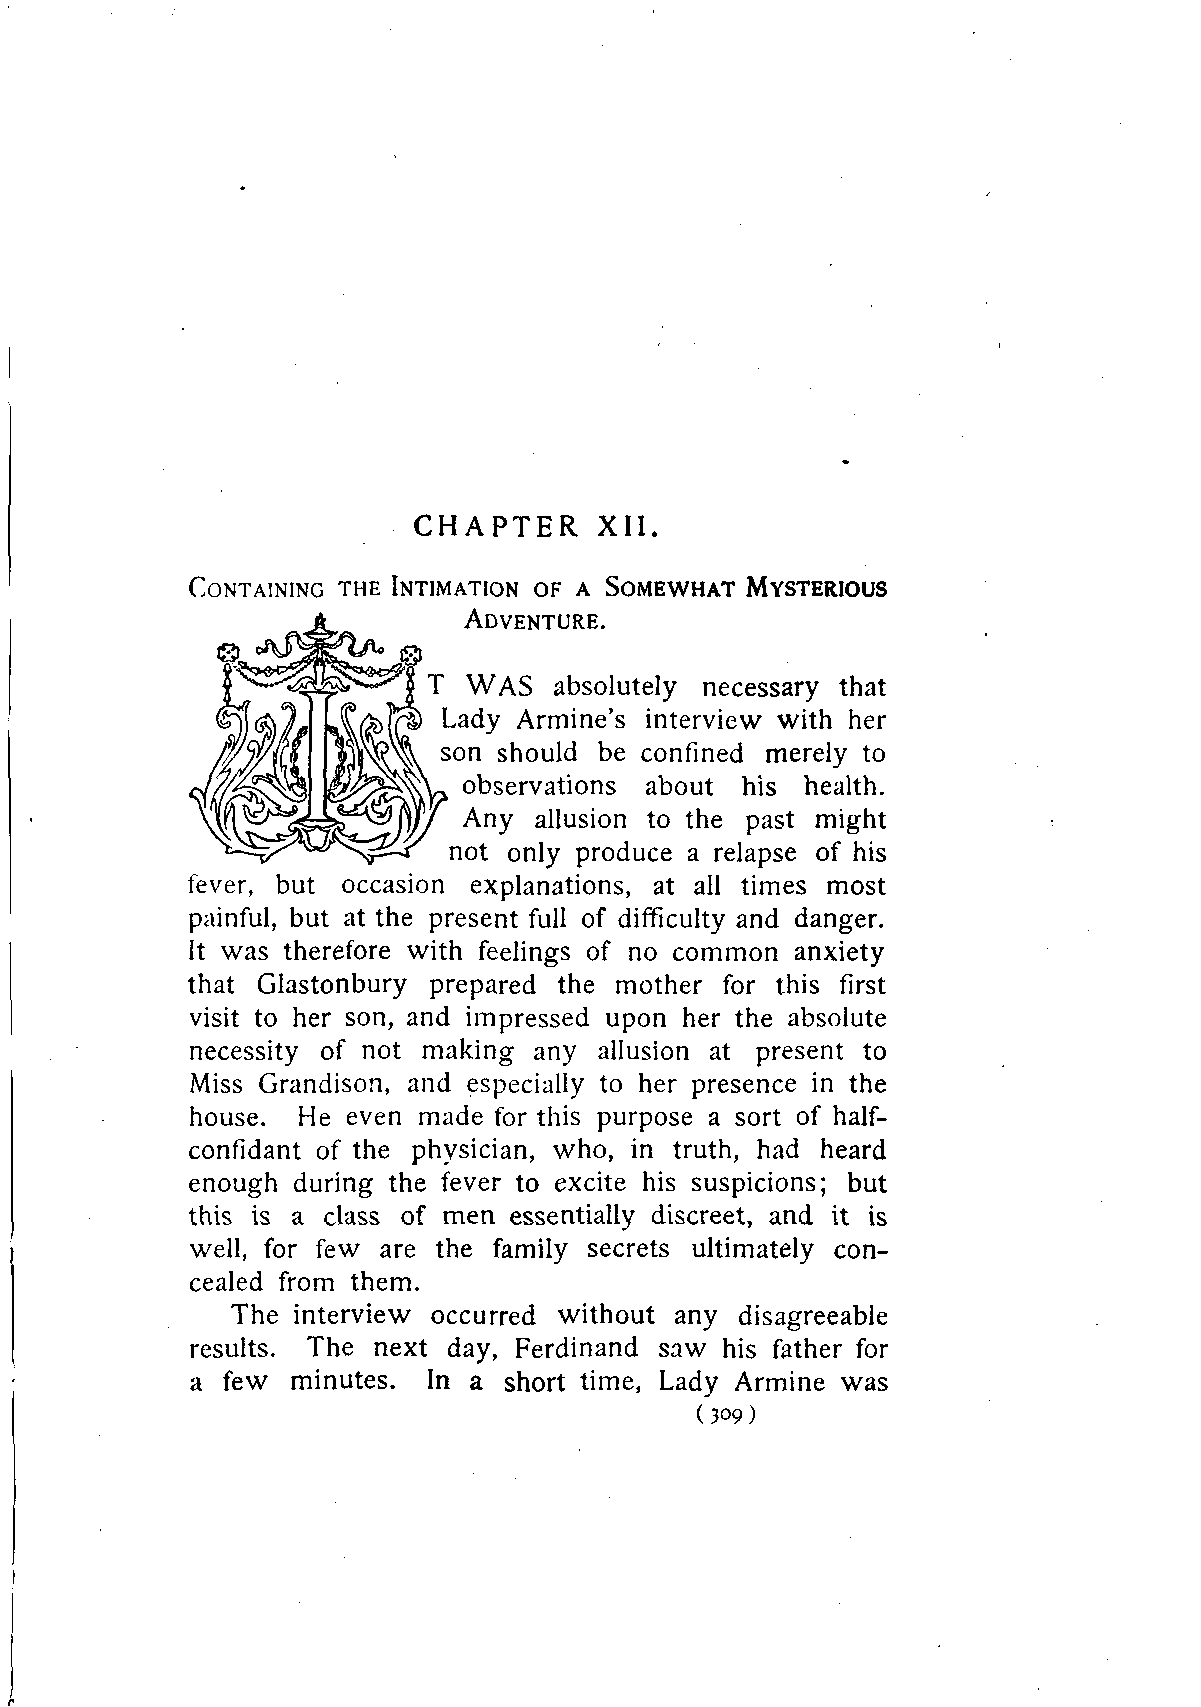 CHAPTER XII.
CONTAINING THE INTIMATION OF A SOMEWHAT MYSTERIOUS
ADVENTURE.
IT WAS absolutely necessary that
Lady Armine's interview with her
son should be confined merely to
observations about his health.
Any allusion to the past might
not only produce a relapse of his
fever, but occasion explanations, at all times most
painful, but at the present full of difficulty and danger.
It was therefore with feelings of no common anxiety
that Glastonbury prepared the mother for this first
visit to her son, and impressed upon her the absolute
necessity of not making any allusion at present to
Miss Grandison, and especially to her presence in the
house. He even made for this purpose a sort of half-
confidant of the physician, who, in truth, had heard
enough during the fever to excite his suspicions; but
this is a class of men essentially discreet, and it is
well, for few are the family secrets ultimately con-
cealed from them.
The interview occurred without any disagreeable
results. The next day, Ferdinand saw his father for
a few minutes. In a short time, Lady Armine was
(309)